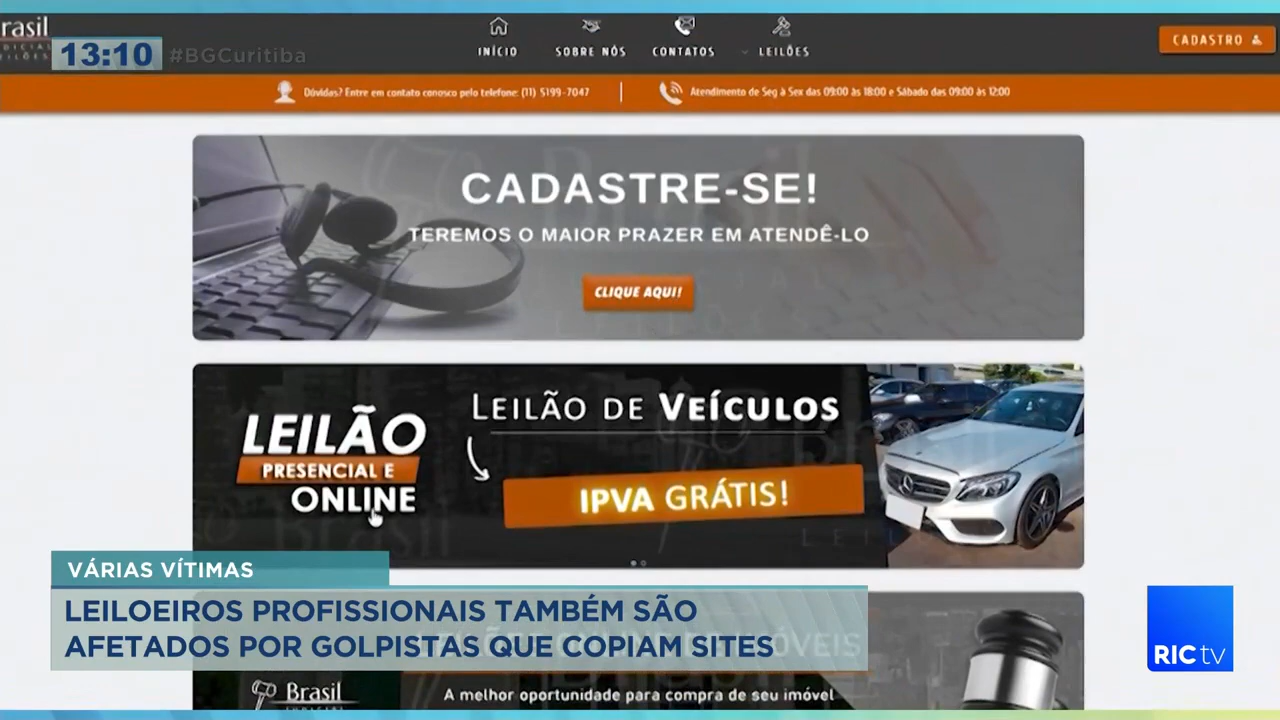 rasil
13:10
#BGCuritiba
INÍCIO
SOBRE NÓS
CONTATOS
LEILÕES
CADASTRO
Dúvidas? Entre em contato conosco pelo telefone: (11) 5199-7047
Atendimento de Seg à Sex das 09:00 às 18:00 e Sábado das 09:00 às 12:00
CADASTRE-SE!
TEREMOS O MAIOR PRAZER EM ATENDÊ-LO
CLIQUE AQUI!
LEILÃO
PRESENCIAL E
ONLINE
LEILÃO DE VEÍCULOS
IPVA GRÁTIS!
VÁRIAS VÍTIMAS
LEILOEIROS PROFISSIONAIS TAMBÉM SÃO
AFETADOS POR GOLPISTAS QUE COPIAM SITES
RIC tv
Brasil
A melhor oportunidade para compra de seu imóvel